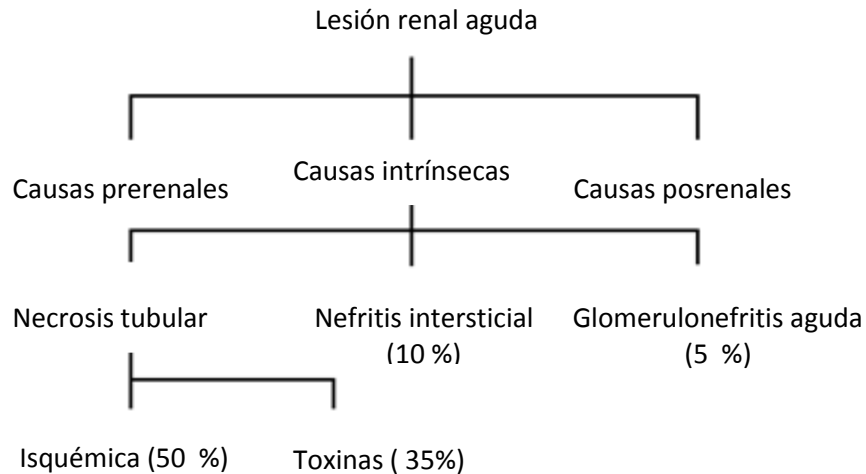 Lesión renal aguda
Causas prerenales
Causas intrínsecas
Causas posrenales
Necrosis tubular
Nefritis intersticial
(10 %)
Glomerulonefritis aguda
(5 %)
Isquémica (50 %)
Toxinas ( 35%)